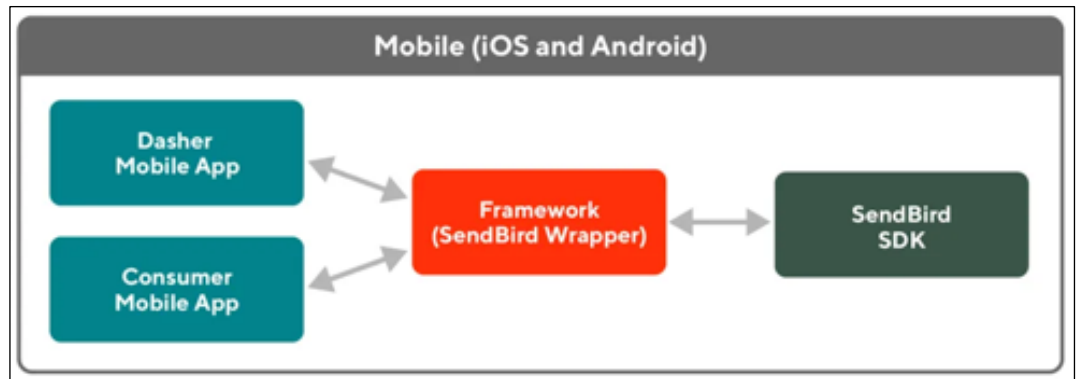 Mobile (iOS and Android)
Dasher
Mobile App
Framework
(SendBird Wrapper)
SendBird
SDK
Consumer
Mobile App